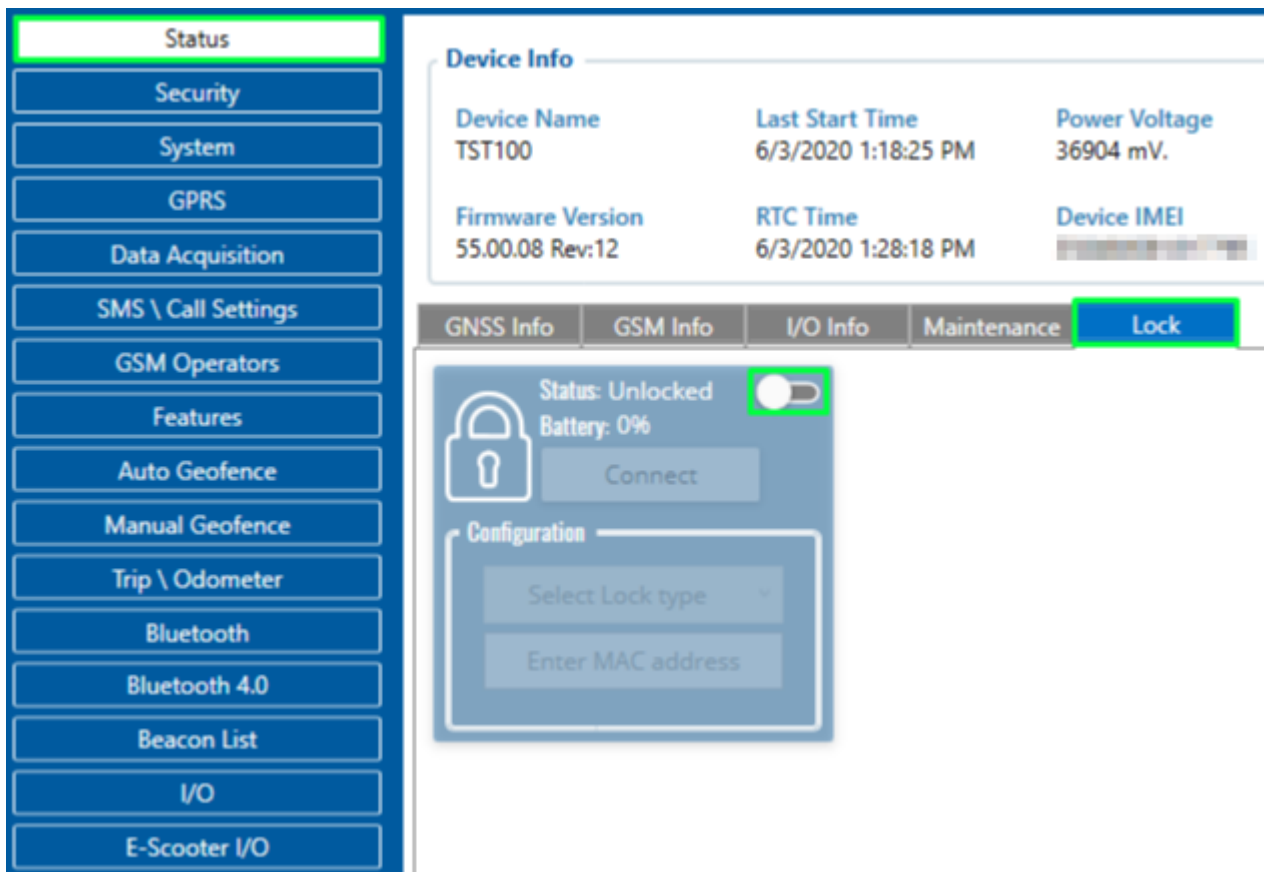 Status
Security
System
GPRS
Data Acquisition
SMS \ Call Settings
GSM Operators
Features
Auto Geofence
Manual Geofence
Trip \ Odometer
Bluetooth
Bluetooth 4.0
Beacon List
I/O
E-Scooter I/O
Device Info
Device Name
TST100
Last Start Time
6/3/2020 1:18:25 PM
Power Voltage
36904 mV.
Firmware Version
55.00.08 Rev:12
RTC Time
6/3/2020 1:28:18 PM
Device IMEI
GNSS Info
GSM Info
I/O Info
Maintenance
Lock
Status: Unlocked
Battery: 0%
Connect
Configuration
Select Lock type
Enter MAC address